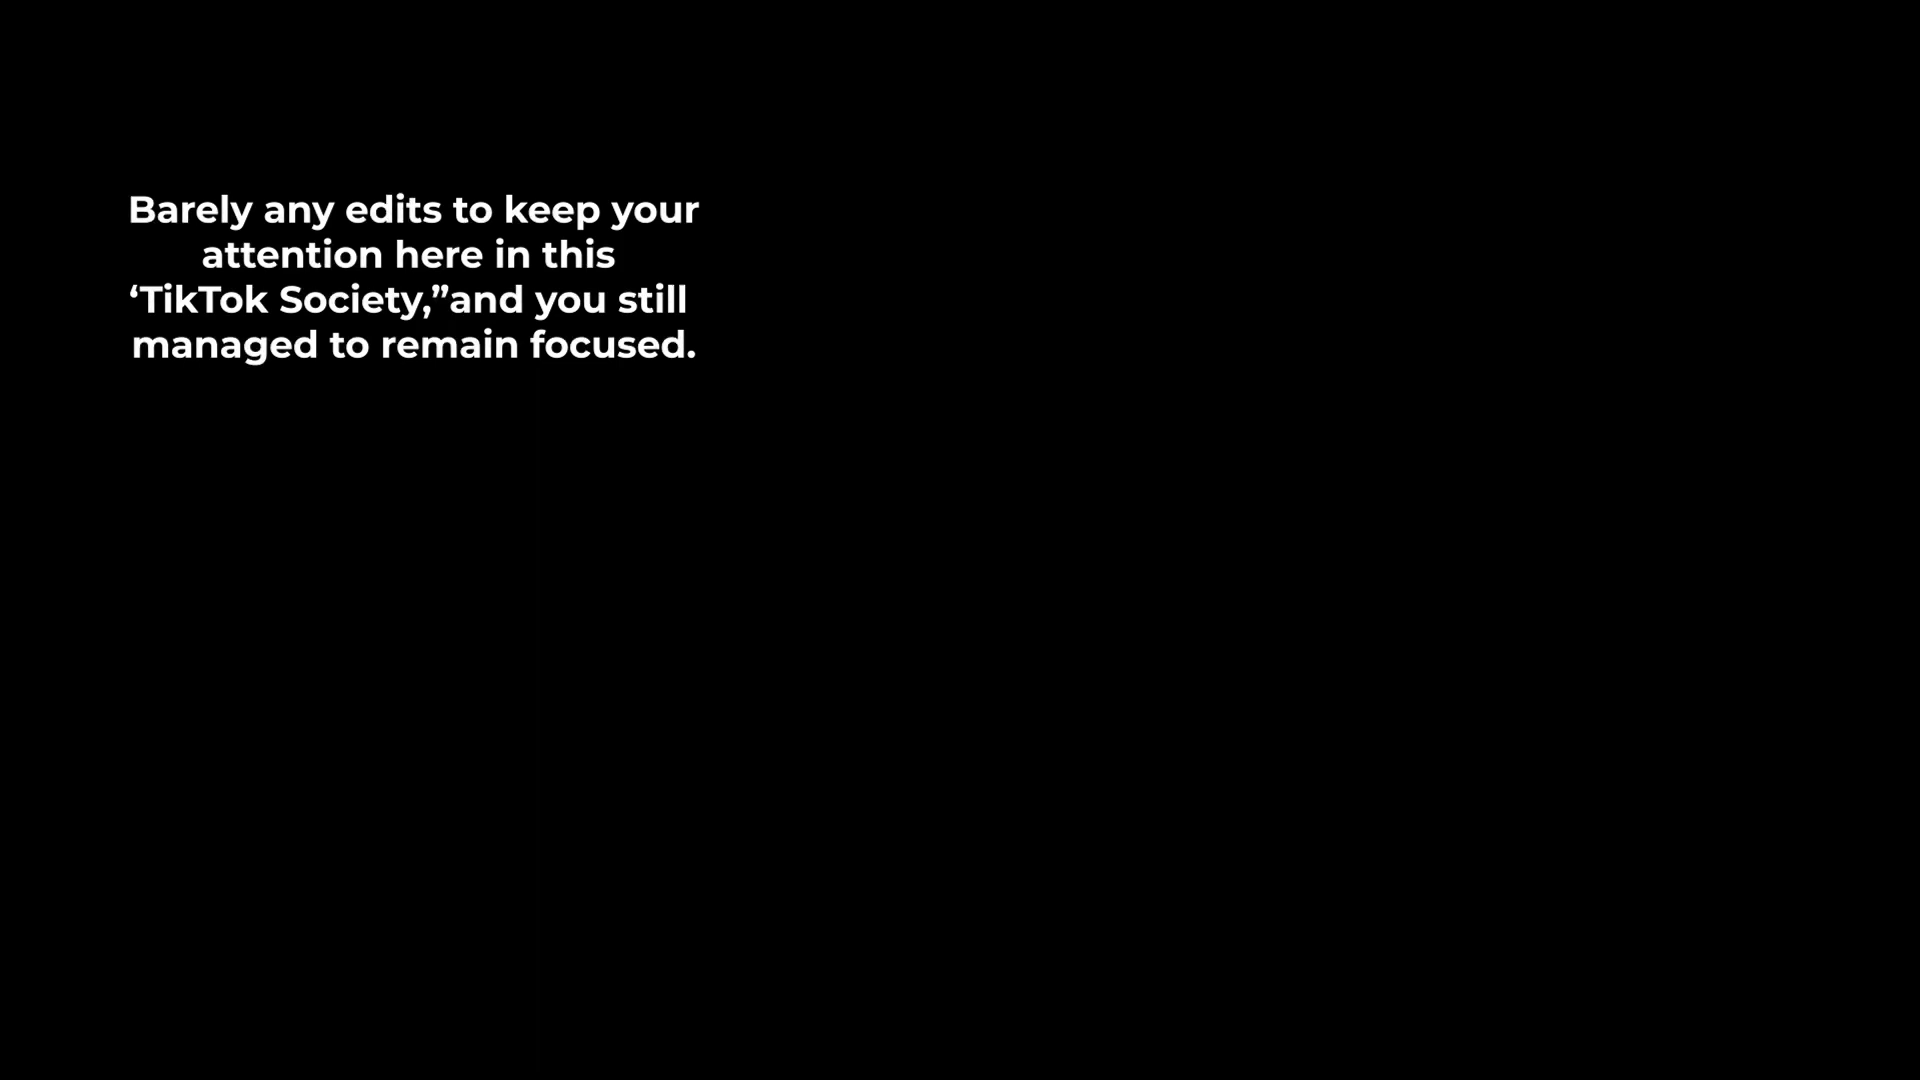 Barely any edits to keep your
attention here in this
‘TikTok Society,”and you still
managed to remain focused.